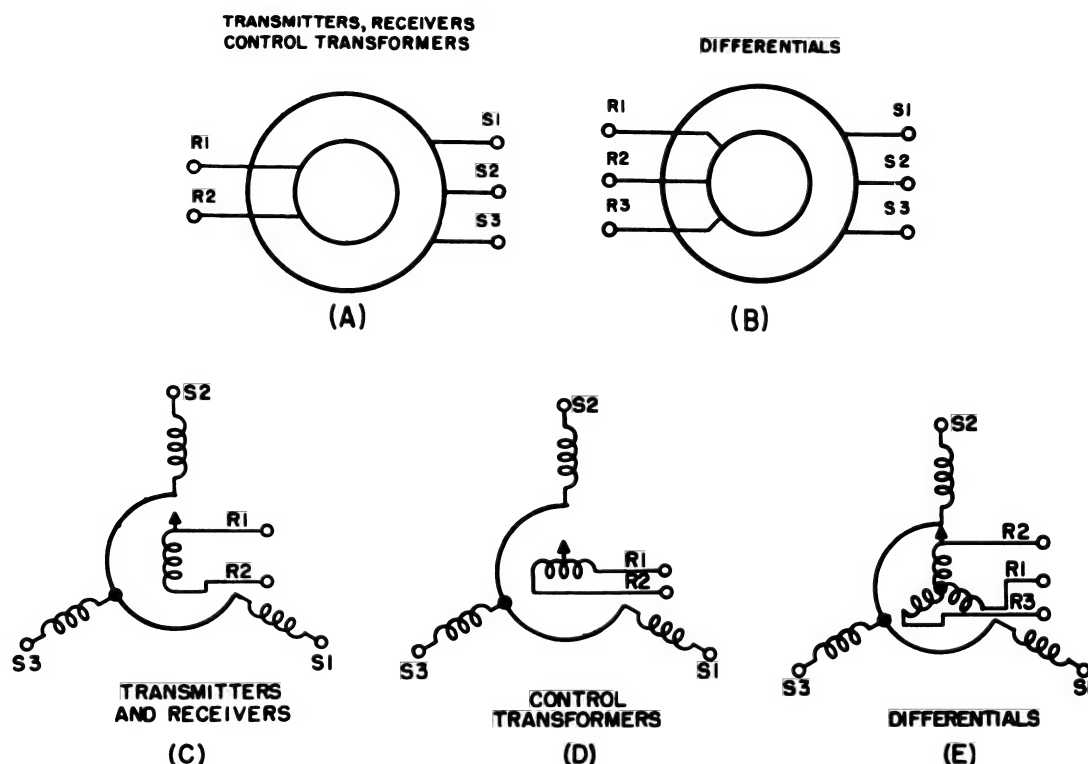 TRANSMITTERS, RECEIVERS
CONTROL TRANSFORMERS
DIFFERENTIALS
R1
R2
S1
S2
S3
(A)
R1
R2
R3
S1
S2
S3
(B)
S2
R1
R2
S3
S1
TRANSMITTERS
AND RECEIVERS
(C)
S2
R1
R2
S3
S1
CONTROL
TRANSFORMERS
(D)
S2
R2
R1
R3
S3
S1
DIFFERENTIALS
(E)